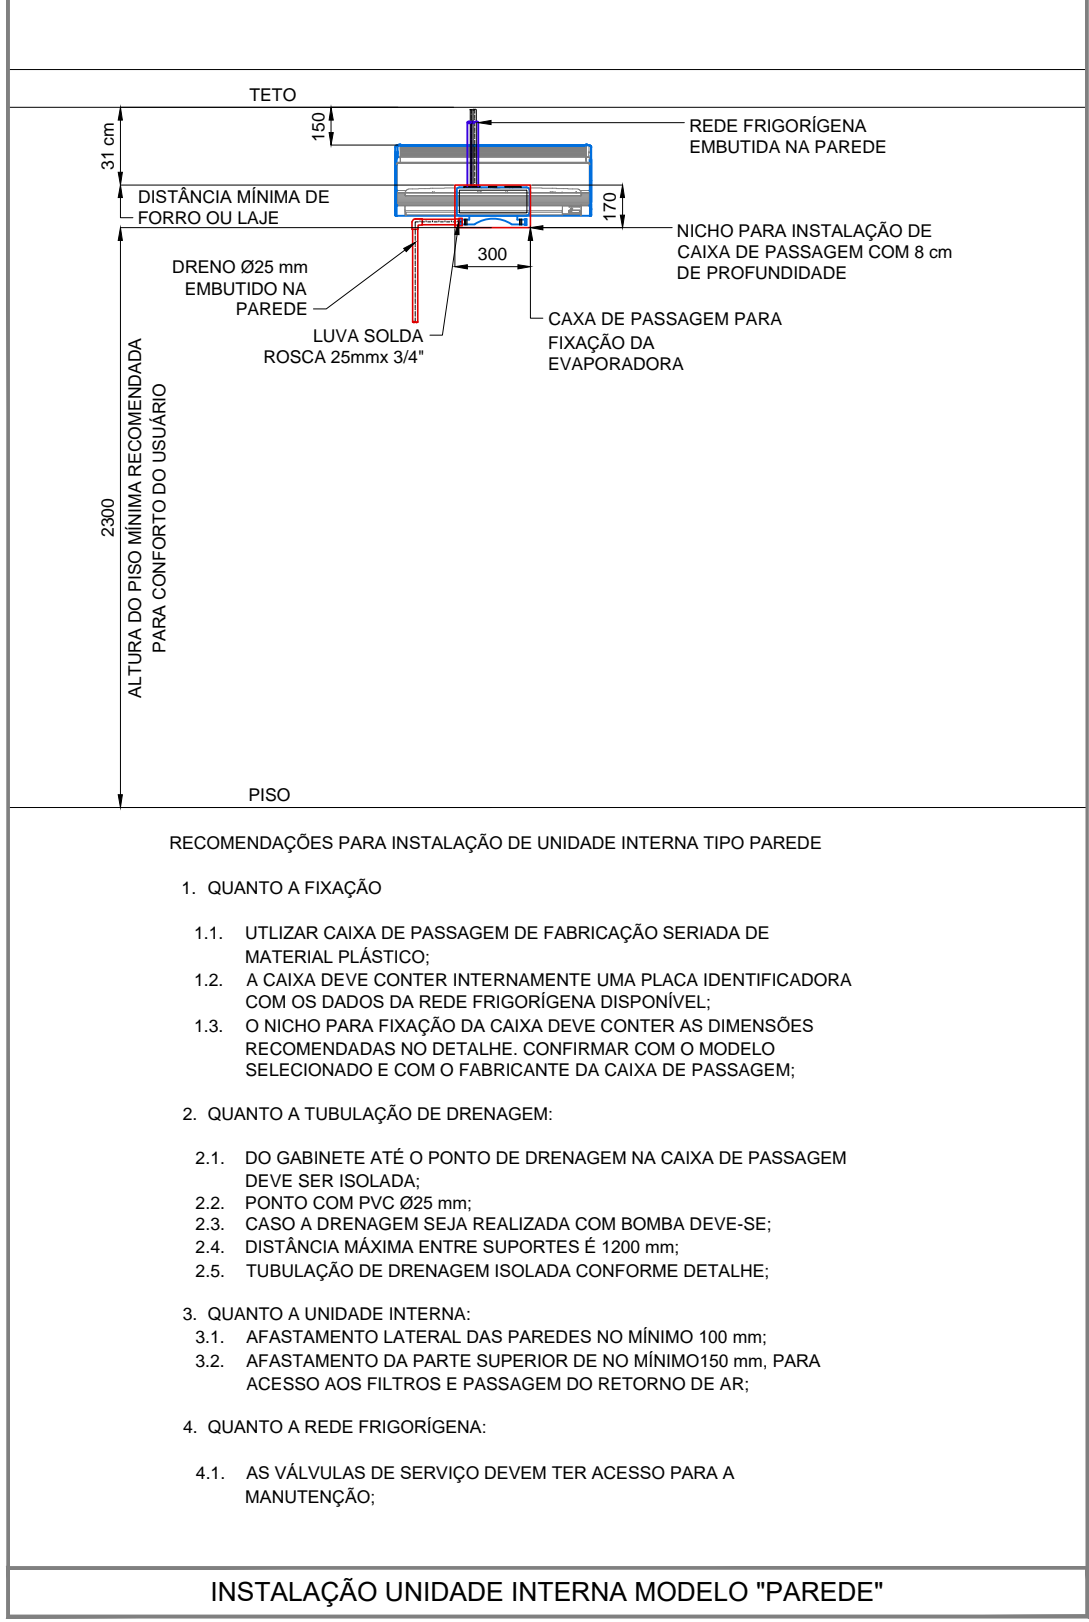 TETO
31 cm
150
REDE FRIGORÍGENA
EMBUTIDA NA PAREDE
DISTÂNCIA MÍNIMA DE
FORRO OU LAJE
170
NICHO PARA INSTALAÇÃO DE
CAIXA DE PASSAGEM COM 8 cm
DE PROFUNDIDADE
300
DRENO Ø25 mm
EMBUTIDO NA
PAREDE
LUVA SOLDA
ROSCA 25mmx 3/4"
CAXA DE PASSAGEM PARA
FIXAÇÃO DA
EVAPORADORA
2300
ALTURA DO PISO MÍNIMA RECOMENDADA
PARA CONFORTO DO USUÁRIO
PISO
RECOMENDAÇÕES PARA INSTALAÇÃO DE UNIDADE INTERNA TIPO PAREDE
1. QUANTO A FIXAÇÃO
1.1. UTLIZAR CAIXA DE PASSAGEM DE FABRICAÇÃO SERIADA DE
MATERIAL PLÁSTICO;
1.2. A CAIXA DEVE CONTER INTERNAMENTE UMA PLACA IDENTIFICADORA
COM OS DADOS DA REDE FRIGORÍGENA DISPONÍVEL;
1.3. O NICHO PARA FIXAÇÃO DA CAIXA DEVE CONTER AS DIMENSÕES
RECOMENDADAS NO DETALHE. CONFIRMAR COM O MODELO
SELECIONADO E COM O FABRICANTE DA CAIXA DE PASSAGEM;
2. QUANTO A TUBULAÇÃO DE DRENAGEM:
2.1. DO GABINETE ATÉ O PONTO DE DRENAGEM NA CAIXA DE PASSAGEM
DEVE SER ISOLADA;
2.2. PONTO COM PVC Ø25 mm;
2.3. CASO A DRENAGEM SEJA REALIZADA COM BOMBA DEVE-SE;
2.4. DISTÂNCIA MÁXIMA ENTRE SUPORTES É 1200 mm;
2.5. TUBULAÇÃO DE DRENAGEM ISOLADA CONFORME DETALHE;
3. QUANTO A UNIDADE INTERNA:
3.1. AFASTAMENTO LATERAL DAS PAREDES NO MÍNIMO 100 mm;
3.2. AFASTAMENTO DA PARTE SUPERIOR DE NO MÍNIMO150 mm, PARA
ACESSO AOS FILTROS E PASSAGEM DO RETORNO DE AR;
4. QUANTO A REDE FRIGORÍGENA:
4.1. AS VÁLVULAS DE SERVIÇO DEVEM TER ACESSO PARA A
MANUTENÇÃO;
INSTALAÇÃO UNIDADE INTERNA MODELO "PAREDE"